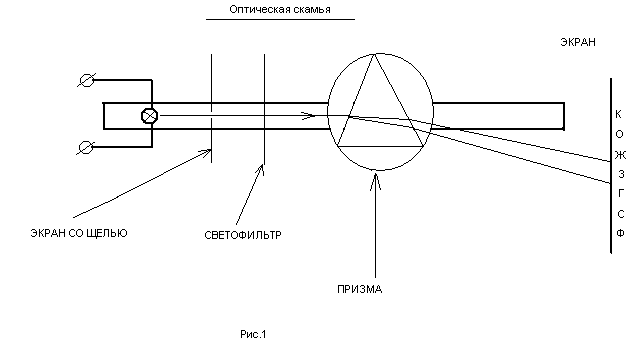 Оптическая скамья
ЭКРАН
К
О
Ж
З
Г
С
Ф
ЭКРАН СО ЩЕЛЬЮ
СВЕТОФИЛЬТР
ПРИЗМА
Рис.1